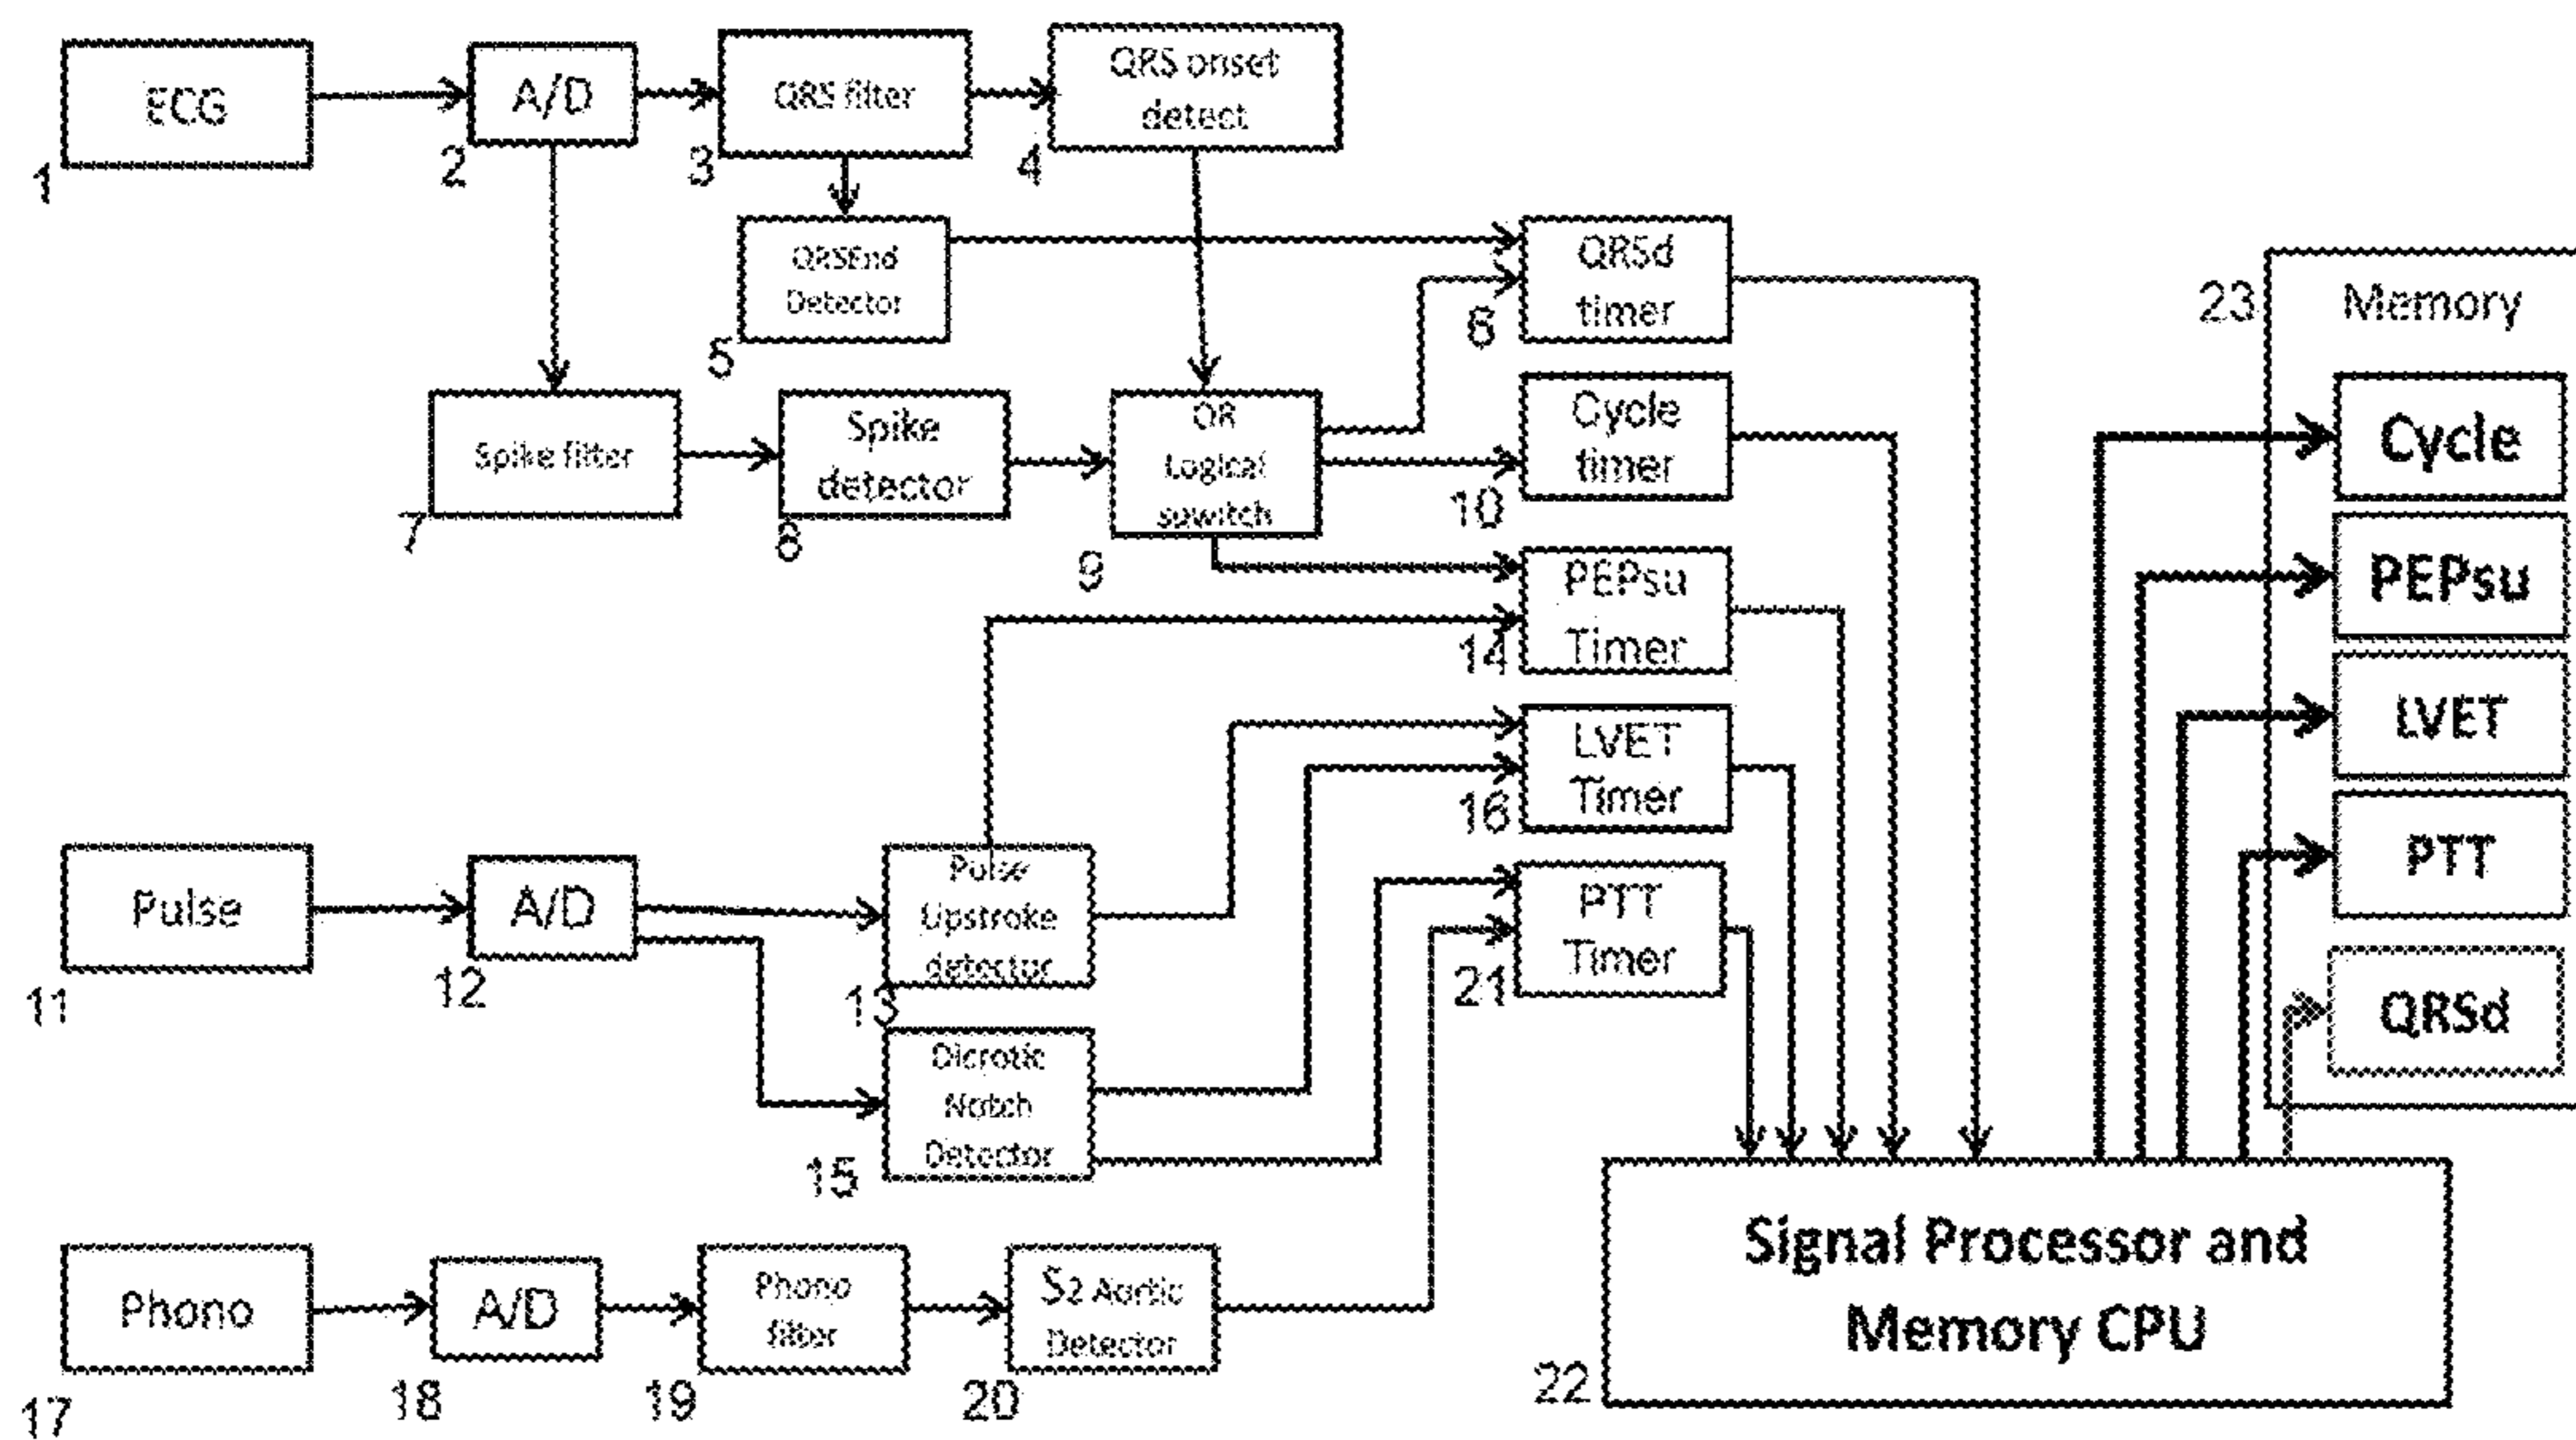 ECG
1
A/D
2
QRS filter
3
QRS onset
detect
4
QRSEnd
Detector
5
QRSd
timer
6
Spike filter
7
Spike
detector
8
OR
Logical
suwitch
9
Cycle
timer
10
PEPsu
Timer
14
LVET
Timer
16
PTT
Timer
21
Pulse
11
A/D
12
Pulse
Upstroke
detector
13
Dicrotic
Notch
Detector
15
Phono
17
A/D
18
Phono
filter
19
S2 Aortic
Detector
20
Signal Processor and
Memory CPU
22
23
Memory
Cycle
PEPsu
LVET
PTT
QRSd